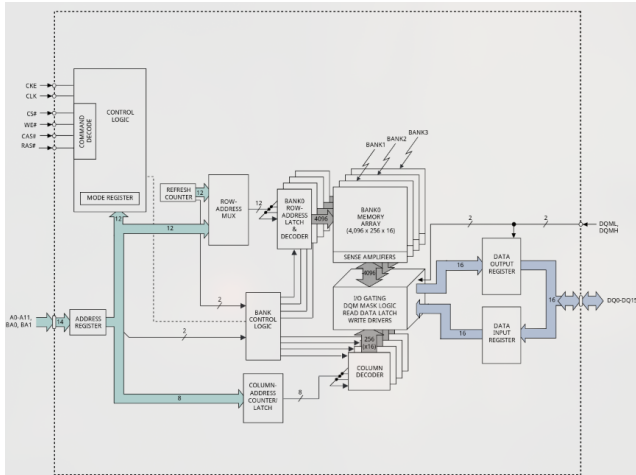 CKE
CLK
CS#
WE#
CAS#
RAS#
COMMAND
DECODE
CONTROL
LOGIC
MODE REGISTER
12
REFRESH
COUNTER
12
12
ROW-
ADDRESS
MUX
12
BANK0
ROW-
ADDRESS
LATCH
&
DECODER
4096
BANK1
BANK2
BANK3
BANK0
MEMORY
ARRAY
(4,096 x 256 x 16)
SENSE AMPLIFIERS
4096
I/O GATING
DQM MASK LOGIC
READ DATA LATCH
WRITE DRIVERS
256
(x16)
COLUMN
DECODER
2
2
DQML,
DQMH
16
DATA
OUTPUT
REGISTER
16
DQ0-DQ15
16
DATA
INPUT
REGISTER
A0-A11,
BA0, BA1
14
ADDRESS
REGISTER
2
2
BANK
CONTROL
LOGIC
8
COLUMN-
ADDRESS
COUNTER/
LATCH
8